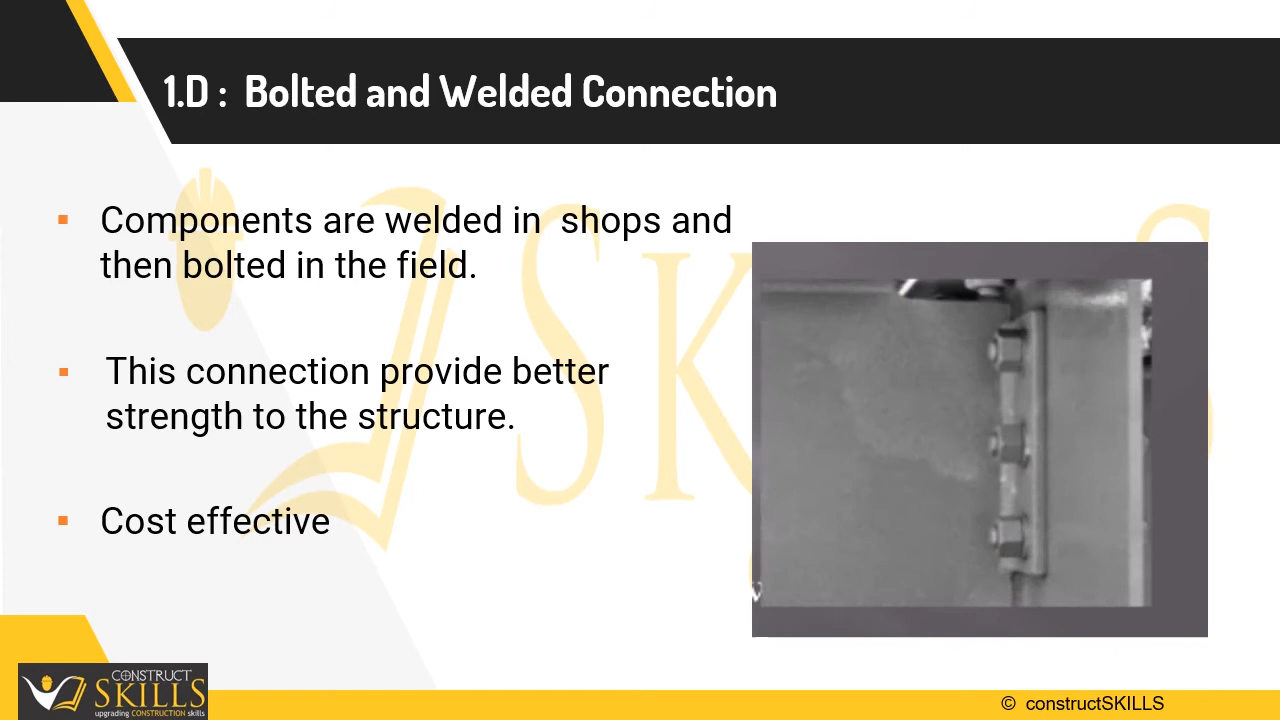 1.D :  Bolted and Welded Connection
▪ Components are welded in  shops and
then bolted in the field.
▪ This connection provide better
strength to the structure.
▪ Cost effective
CONSTRUCT
SKILLS
upgrading CONSTRUCTION skills
© constructSKILLS